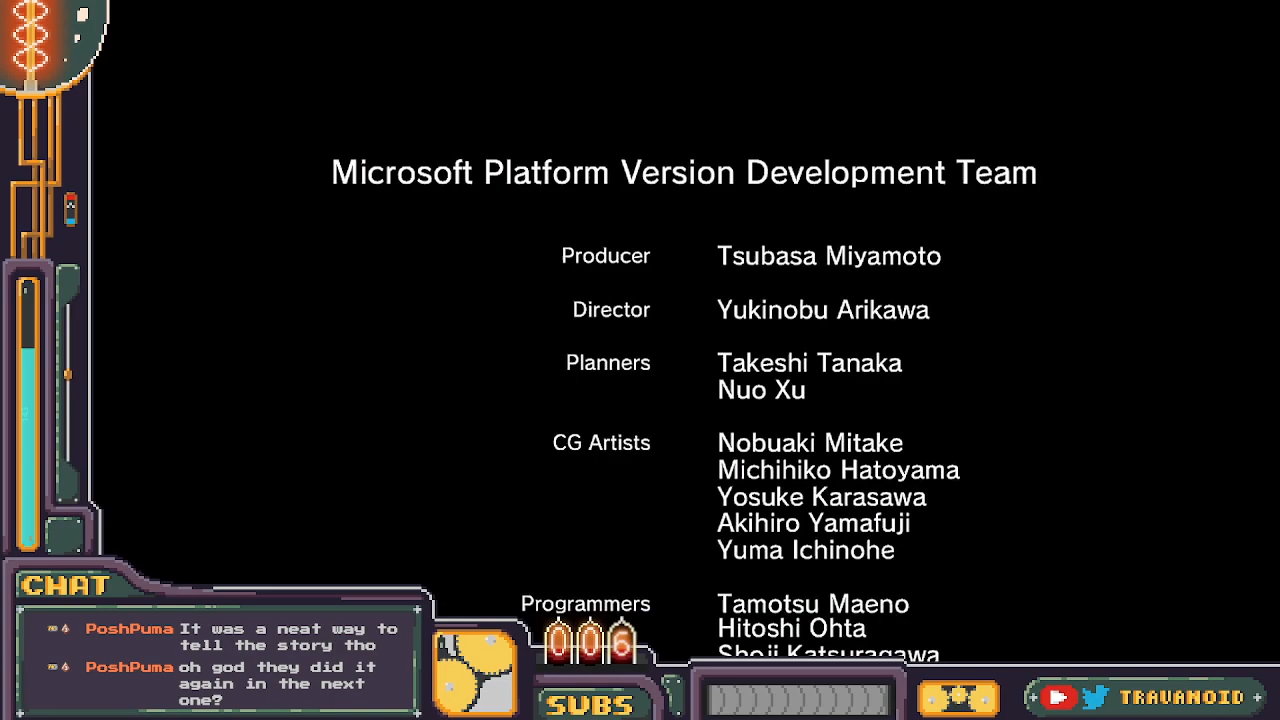 Microsoft Platform Version Development Team
Producer Tsubasa Miyamoto
Director Yukinobu Arikawa
Planners Takeshi Tanaka
Nuo Xu
CG Artists Nobuaki Mitake
Michihiko Hatoyama
Yosuke Karasawa
Akihiro Yamafuji
Yuma Ichinohe
Programmers Tamotsu Maeno
Hitoshi Ohta
Shoji Katsuragawa
CHAT
PoshPuma It was a neat way to
tell the story tho
PoshPuma oh god they did it
again in the next
one?
006
SUBS
TRAVANOID